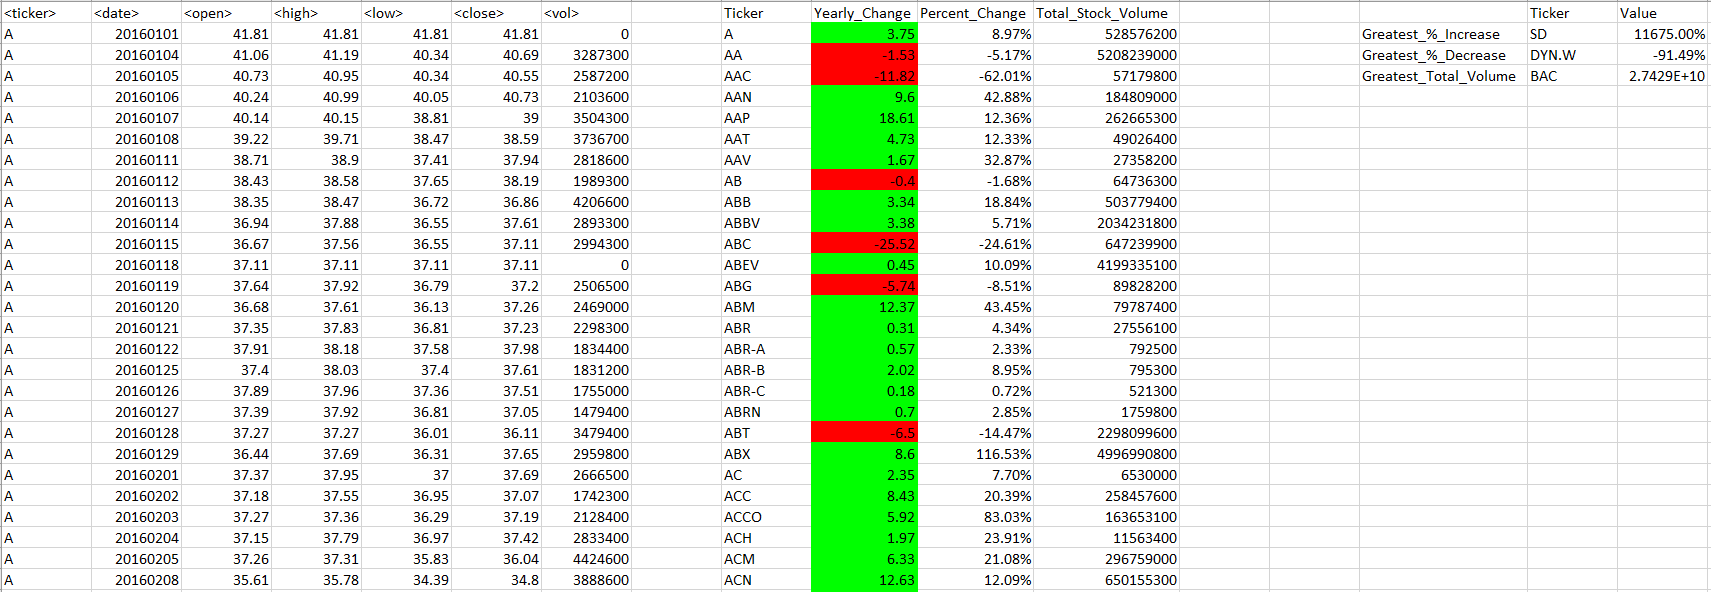 <ticker> <date> <open> <high> <low> <close> <vol> Ticker Yearly_Change Percent_Change Total_Stock_Volume Ticker Value
A 20160101 41.81 41.81 41.81 41.81 0 A 3.75 8.97% 528576200 Greatest_%_Increase SD 11675.00%
A 20160104 41.06 41.19 40.34 40.69 3287300 AA -1.53 -5.17% 5208239000 Greatest_%_Decrease DYN.W -91.49%
A 20160105 40.73 40.95 40.34 40.55 2587200 AAC -11.82 -62.01% 57179800 Greatest_Total_Volume BAC 2.7429E+10
A 20160106 40.24 40.99 40.05 40.73 2103600 AAN 9.6 42.88% 184809000
A 20160107 40.14 40.15 38.81 39 3504300 AAP 18.61 12.36% 262665300
A 20160108 39.22 39.71 38.47 38.59 3736700 AAT 4.73 12.33% 49026400
A 20160111 38.71 38.9 37.41 37.94 2818600 AAV 1.67 32.87% 27358200
A 20160112 38.43 38.58 37.65 38.19 1989300 AB -0.4 -1.68% 64736300
A 20160113 38.35 38.47 36.72 36.86 4206600 ABB 3.34 18.84% 503779400
A 20160114 36.94 37.88 36.55 37.61 2893300 ABBV 3.38 5.71% 2034231800
A 20160115 36.67 37.56 36.55 37.11 2994300 ABC -25.52 -24.61% 647239900
A 20160118 37.11 37.11 37.11 37.11 0 ABEV 0.45 10.09% 4199335100
A 20160119 37.64 37.92 36.79 37.2 2506500 ABG -5.74 -8.51% 89828200
A 20160120 36.68 37.61 36.13 37.26 2469000 ABM 12.37 43.45% 79787400
A 20160121 37.35 37.83 36.81 37.23 2298300 ABR 0.31 4.34% 27556100
A 20160122 37.91 38.18 37.58 37.98 1834400 ABR-A 0.57 2.33% 792500
A 20160125 37.4 38.03 37.4 37.61 1831200 ABR-B 2.02 8.95% 795300
A 20160126 37.89 37.96 37.36 37.51 1755000 ABR-C 0.18 0.72% 521300
A 20160127 37.39 37.92 36.81 37.05 1479400 ABRN 0.7 2.85% 1759800
A 20160128 37.27 37.27 36.01 36.11 3479400 ABT -6.5 -14.47% 2298099600
A 20160129 36.44 37.69 36.31 37.65 2959800 ABX 8.6 116.53% 4996990800
A 20160201 37.37 37.95 37 37.69 2666500 AC 2.35 7.70% 6530000
A 20160202 37.18 37.55 36.95 37.07 1742300 ACC 8.43 20.39% 258457600
A 20160203 37.27 37.36 36.29 37.19 2128400 ACCO 5.92 83.03% 163653100
A 20160204 37.15 37.79 36.97 37.42 2833400 ACH 1.97 23.91% 11563400
A 20160205 37.26 37.31 35.83 36.04 4424600 ACM 6.33 21.08% 296759000
A 20160208 35.61 35.78 34.39 34.8 3888600 ACN 12.63 12.09% 650155300